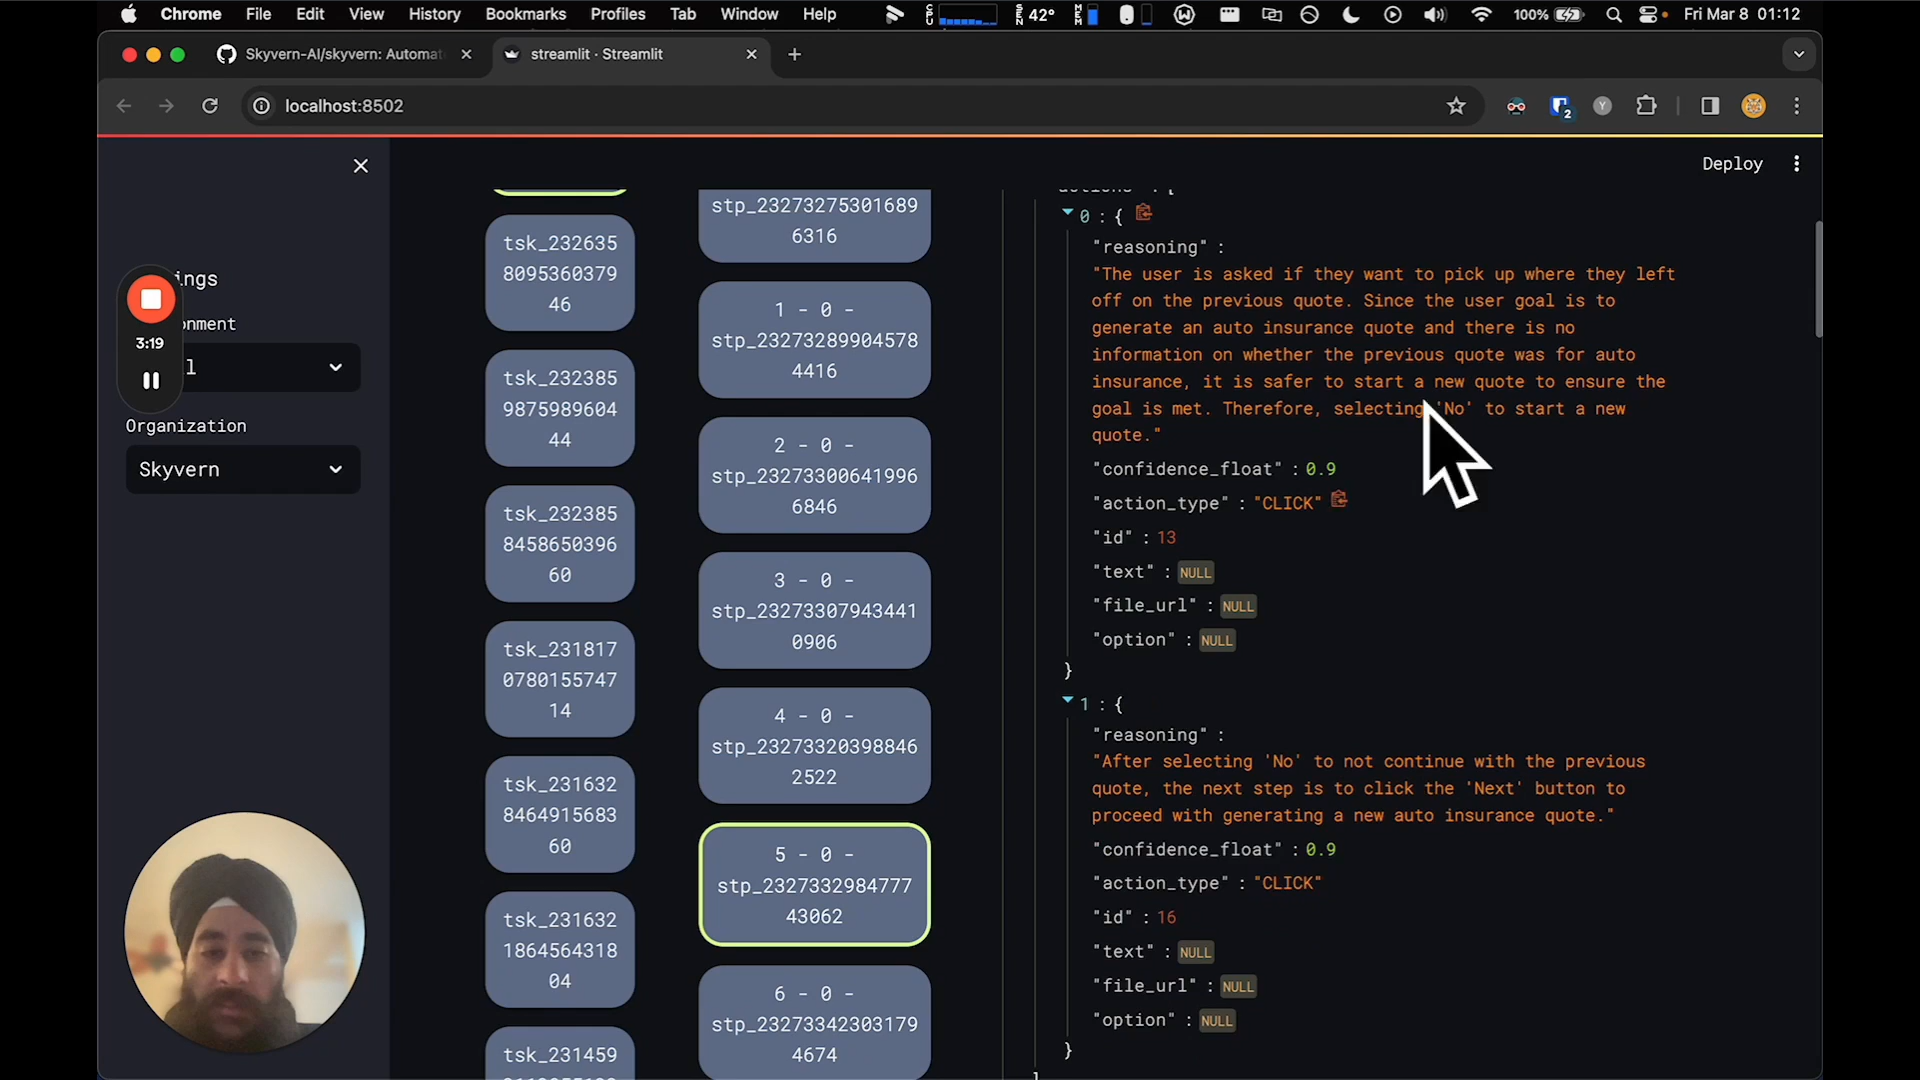 Chrome File Edit View History Bookmarks Profiles Tab Window Help CPU SEN 42° MEM 100% Fri Mar 8 01:12
Skyvern-AI/skyvern: Automat
streamlit · Streamlit
localhost:8502
2
Y
Deploy
ings
onment
l
Organization
Skyvern
3:19
tsk_232635
8095360379
46
tsk_232385
9875989604
44
tsk_232385
8458650396
60
tsk_231817
0780155747
14
tsk_231632
8464915683
60
tsk_231632
1864564318
04
tsk_231459
stp_23273275301689
6316
1 - 0 -
stp_23273289904578
4416
2 - 0 -
stp_23273300641996
6846
3 - 0 -
stp_23273307943441
0906
4 - 0 -
stp_23273320398846
2522
5 - 0 -
stp_2327332984777
43062
6 - 0 -
stp_23273342303179
4674
0 : {
"reasoning" :
"The user is asked if they want to pick up where they left
off on the previous quote. Since the user goal is to
generate an auto insurance quote and there is no
information on whether the previous quote was for auto
insurance, it is safer to start a new quote to ensure the
goal is met. Therefore, selecting 'No' to start a new
quote."
"confidence_float" : 0.9
"action_type" : "CLICK"
"id" : 13
"text" : NULL
"file_url" : NULL
"option" : NULL
}
1 : {
"reasoning" :
"After selecting 'No' to not continue with the previous
quote, the next step is to click the 'Next' button to
proceed with generating a new auto insurance quote."
"confidence_float" : 0.9
"action_type" : "CLICK"
"id" : 16
"text" : NULL
"file_url" : NULL
"option" : NULL
}